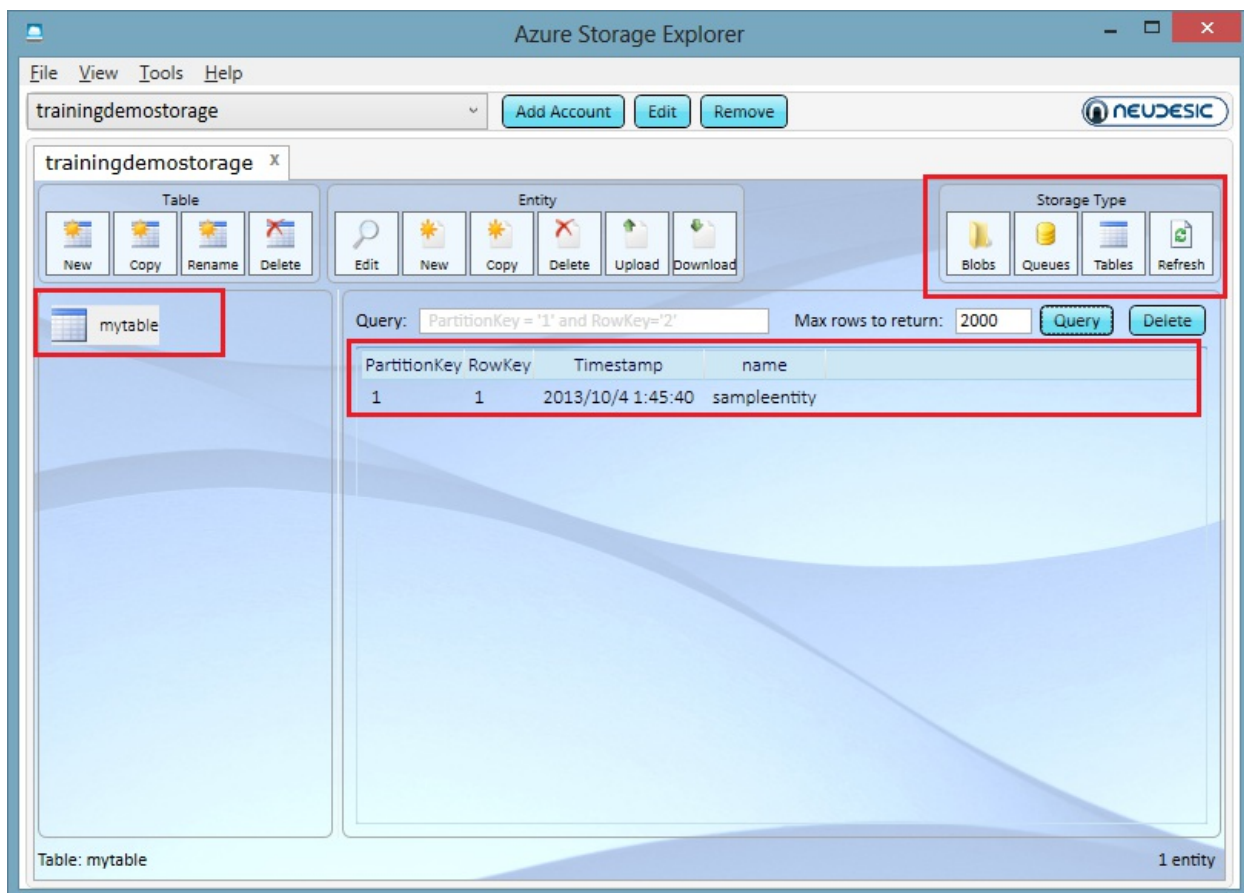 Azure Storage Explorer
File View Tools Help
trainingdemostorage Add Account Edit Remove NEUDESIC
trainingdemostorage X
Table Entity Storage Type
New Copy Rename Delete Edit New Copy Delete Upload Download Blobs Queues Tables Refresh
mytable
Query: PartitionKey = '1' and RowKey='2' Max rows to return: 2000 Query Delete
PartitionKey RowKey Timestamp name
1 1 2013/10/4 1:45:40 sampleentity
Table: mytable 1 entity